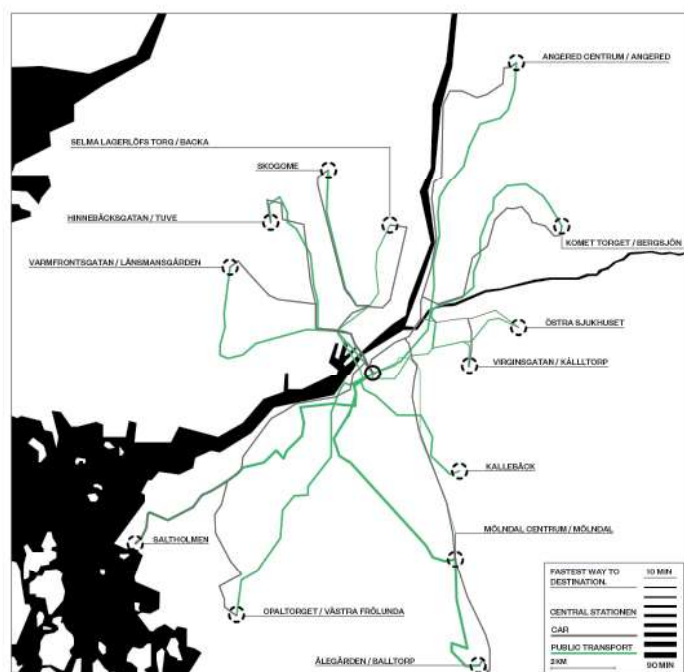 ANGERED CENTRUM / ANGERED
SELMA LAGERLÖFS TORG / BACKA
SKOGOME
HINNEBÄCKSGATAN / TUVE
KOMET TORGET / BERGSJÖN
VARMFRONTSGATAN / LÄNSMANSGÅRDEN
ÖSTRA SJUKHUSET
VIRGINSGATAN / KÅLLTORP
KALLEBÄCK
MÖLNDAL CENTRUM / MÖLNDAL
SALTHOLMEN
OPALTORGET / VÄSTRA FRÖLUNDA
ÅLEGÅRDEN / BALLTORP
FASTEST WAY TO
DESTINATION.
10 MIN
CENTRAL STATIONEN
CAR
PUBLIC TRANSPORT
2 KM
90 MIN